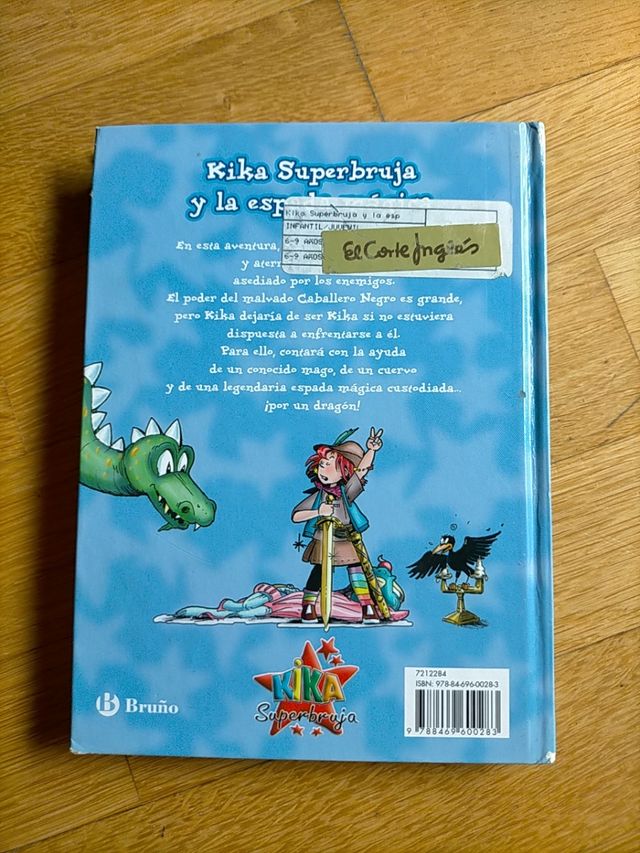 Kika Superbruja
y la
Kika Superbruja y la esp
INFANTIL/JUVENIL
6-9 AÑOS
6-9 AÑOS
El Corte Inglés
En esta aventura,
y
asediado por los enemigos.
El poder del malvado Caballero Negro es grande,
pero Kika dejaría de ser Kika si no estuviera
dispuesta a enfrentarse a él.
Para ello, contará con la ayuda
de un conocido mago, de un cuervo
y de una legendaria espada mágica custodiada...
¡por un dragón!
KIKA
Superbruja
B Bruño
7212284
ISBN: 978-84-696-0028-3
9 788469 600283